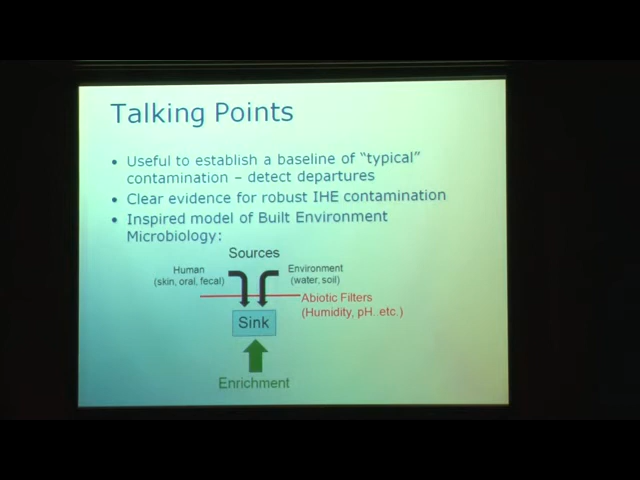 Talking Points
• Useful to establish a baseline of “typical”
contamination – detect departures
• Clear evidence for robust IHE contamination
• Inspired model of Built Environment
Microbiology:
Sources
Human
(skin, oral, fecal)
Environment
(water, soil)
Abiotic Filters
(Humidity, pH. etc.)
Sink
Enrichment